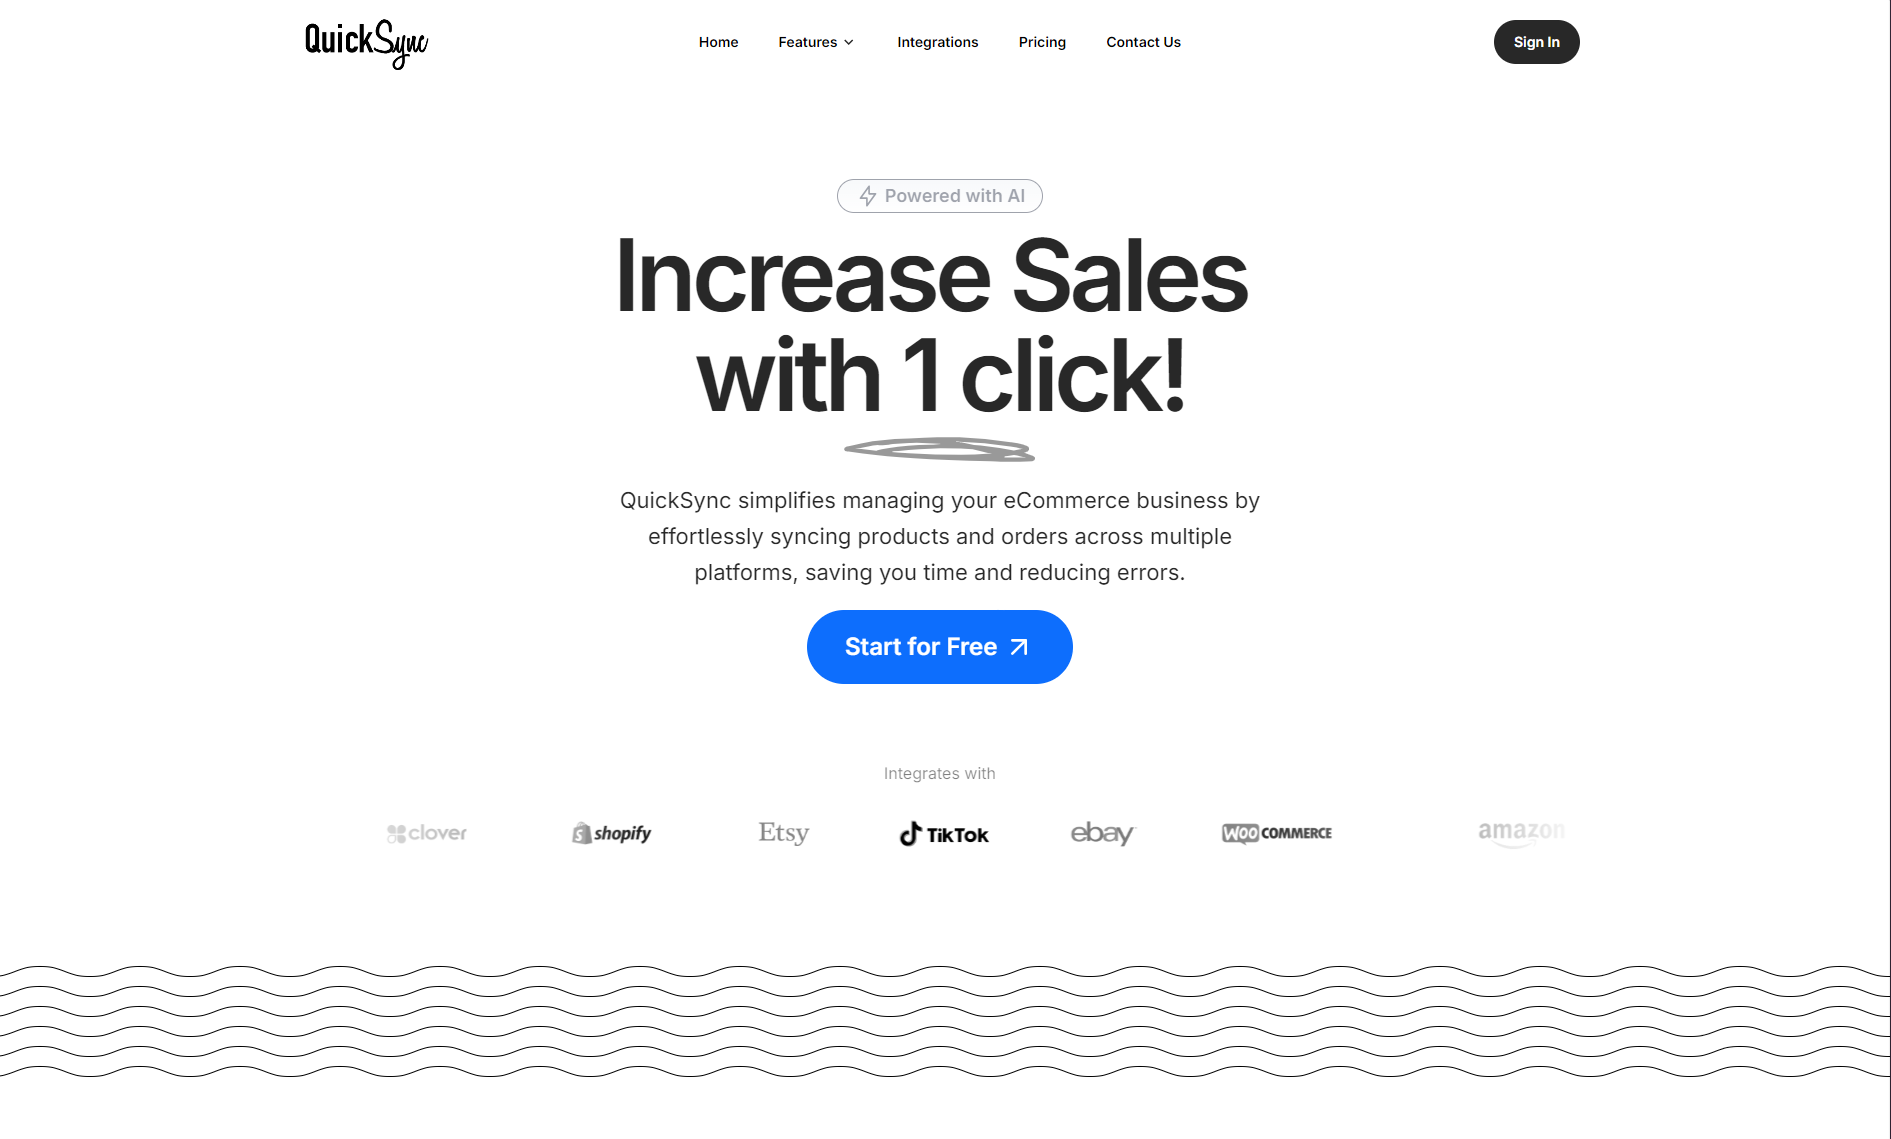 QuickSync
Home
Features
Integrations
Pricing
Contact Us
Sign In
Powered with AI
Increase Sales
with 1 click!
QuickSync simplifies managing your eCommerce business by
effortlessly syncing products and orders across multiple
platforms, saving you time and reducing errors.
Start for Free
Integrates with
clover
shopify
Etsy
TikTok
ebay
WOO COMMERCE
amazon